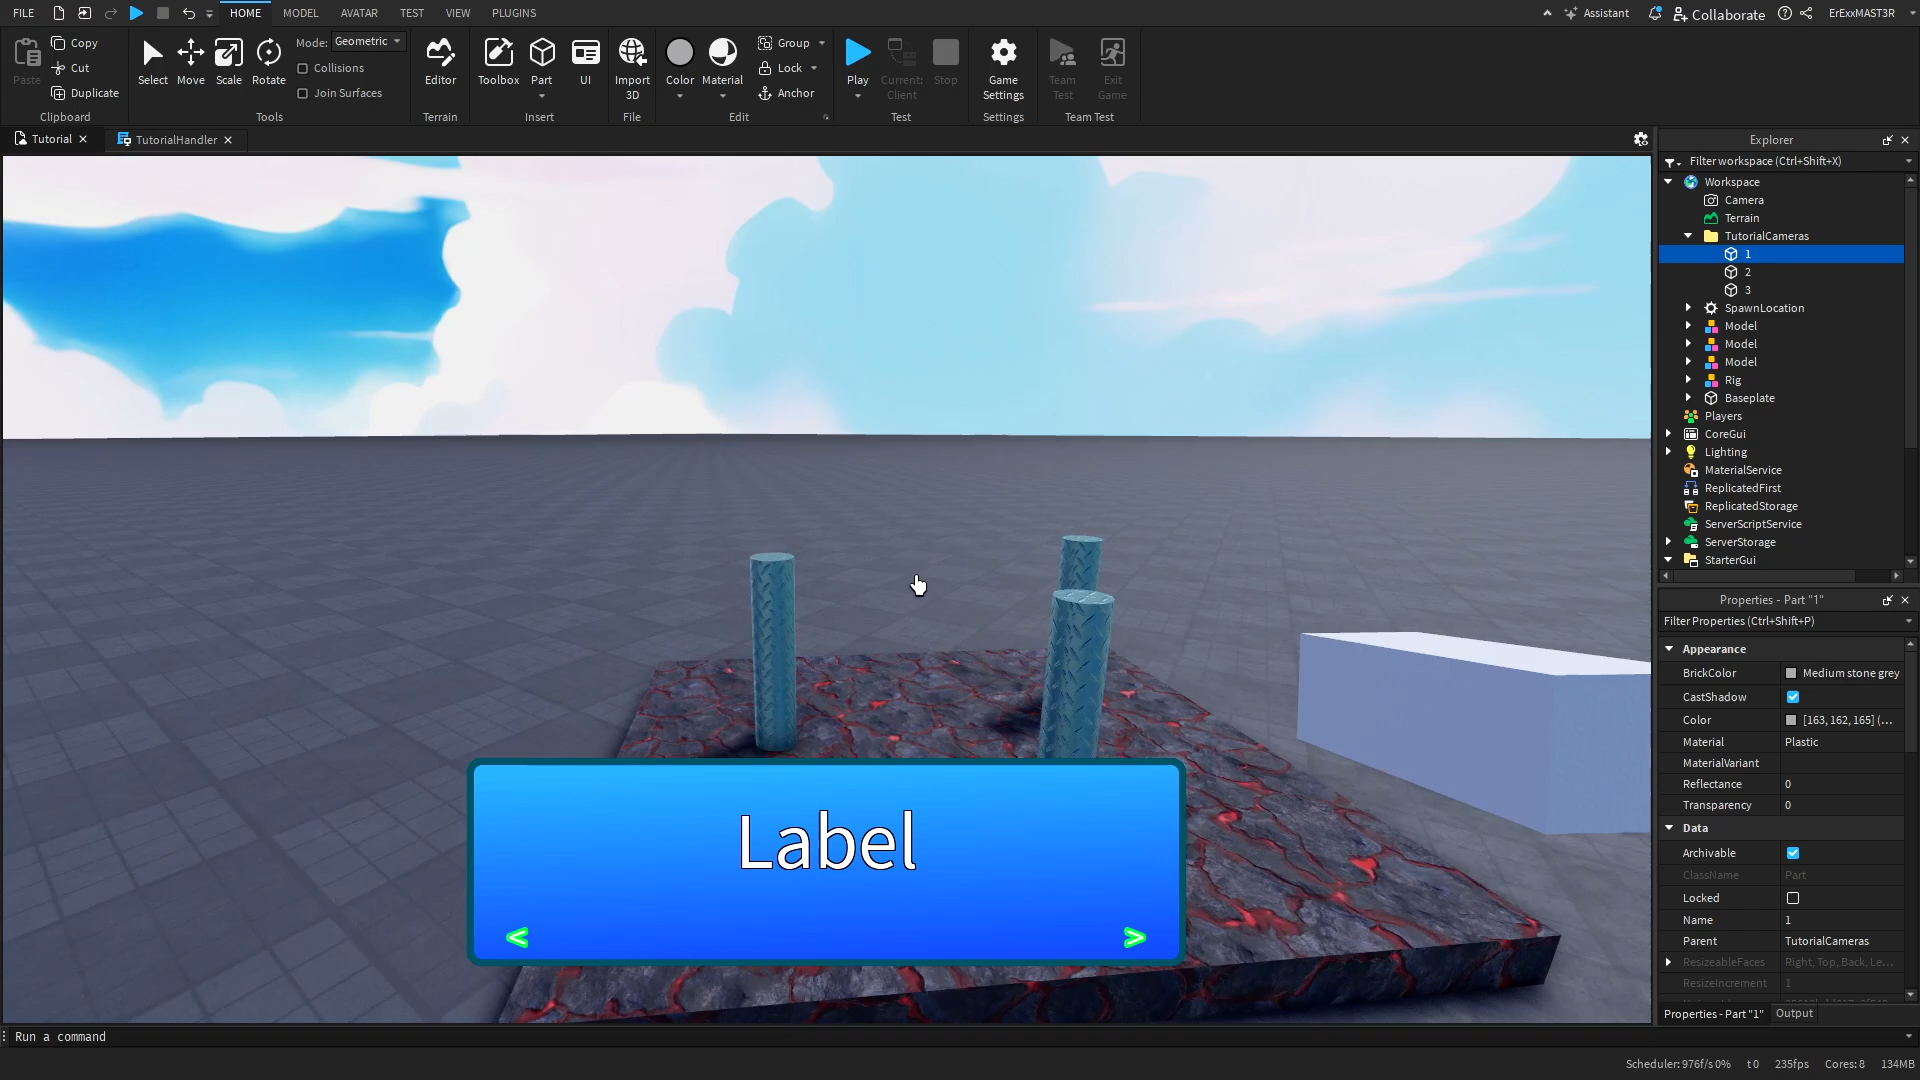 FILE HOME MODEL AVATAR TEST VIEW PLUGINS Assistant Collaborate ErExxMAST3R
Paste
Copy
Cut
Duplicate
Clipboard
Select Move Scale Rotate
Mode: Geometric
Collisions
Join Surfaces
Tools
Editor
Terrain
Toolbox Part UI
Insert
Import
3D
File
Color Material
Group
Lock
Anchor
Edit
Play Current: Client Stop
Test
Game
Settings
Settings
Team
Test
Exit
Game
Team Test
Tutorial TutorialHandler
Label
< >
Explorer
Filter workspace (Ctrl+Shift+X)
Workspace
Camera
Terrain
TutorialCameras
1
2
3
SpawnLocation
Model
Model
Model
Rig
Baseplate
Players
CoreGui
Lighting
MaterialService
ReplicatedFirst
ReplicatedStorage
ServerScriptService
ServerStorage
StarterGui
Properties - Part "1"
Filter Properties (Ctrl+Shift+P)
Appearance
BrickColor Medium stone grey
CastShadow
Color [163, 162, 165] (...
Material Plastic
MaterialVariant
Reflectance 0
Transparency 0
Data
Archivable
ClassName Part
Locked
Name 1
Parent TutorialCameras
ResizeableFaces Right, Top, Back, Le...
ResizeIncrement 1
Properties - Part "1" Output
Run a command
Scheduler: 976f/s 0% t 0 235fps Cores: 8 134MB